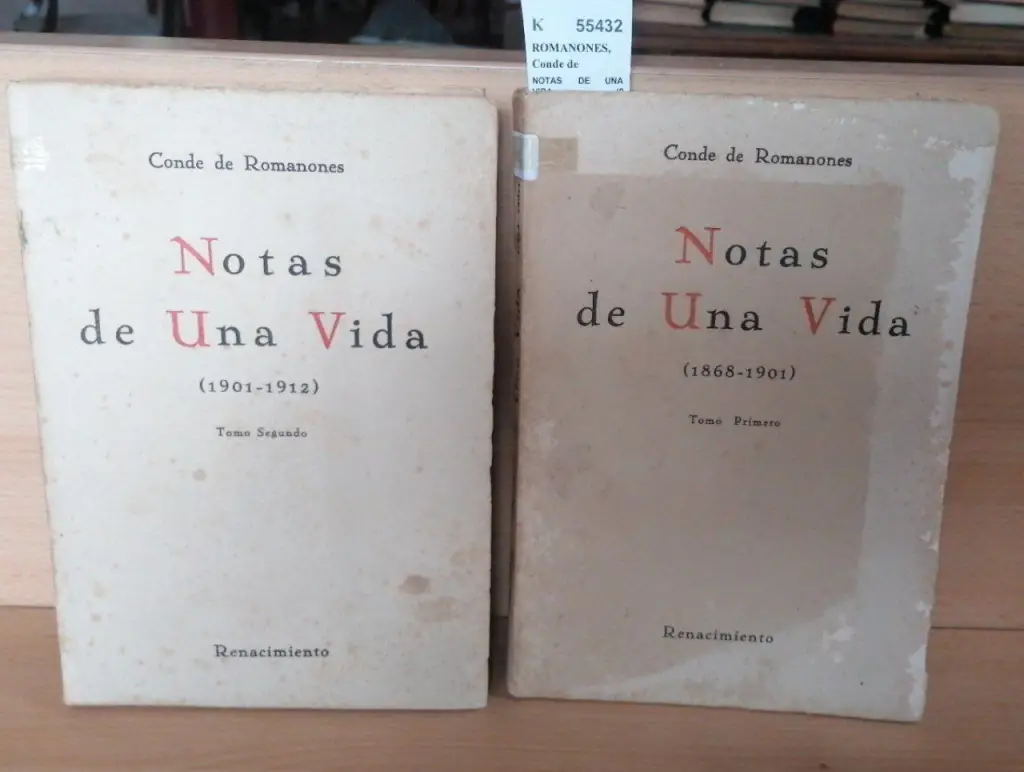 K 55432
ROMANONES,
Conde de
NOTAS DE UNA
Conde de Romanones
Notas
de Una Vida
(1901-1912)
Tomo Segundo
Renacimiento
Conde de Romanones
Notas
de Una Vida
(1868-1901)
Tomo Primero
Renacimiento